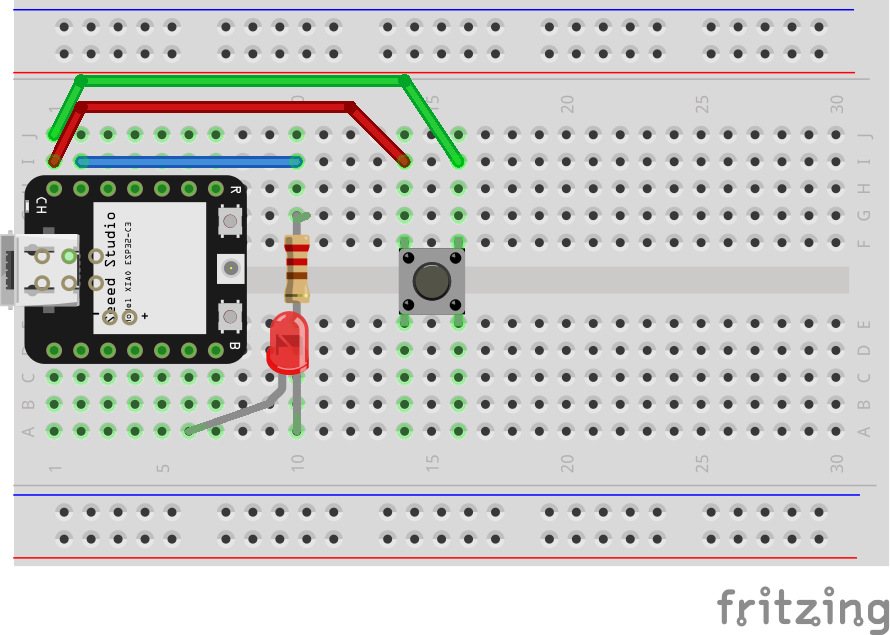 1 10 15 20 25 30
J J
I I
H H
G G
F F
CH
R
Seeed Studio
XIAO ESP32-C3
- +
B
E E
D D
C C
B B
A A
1 5 10 15 20 25 30
fritzing